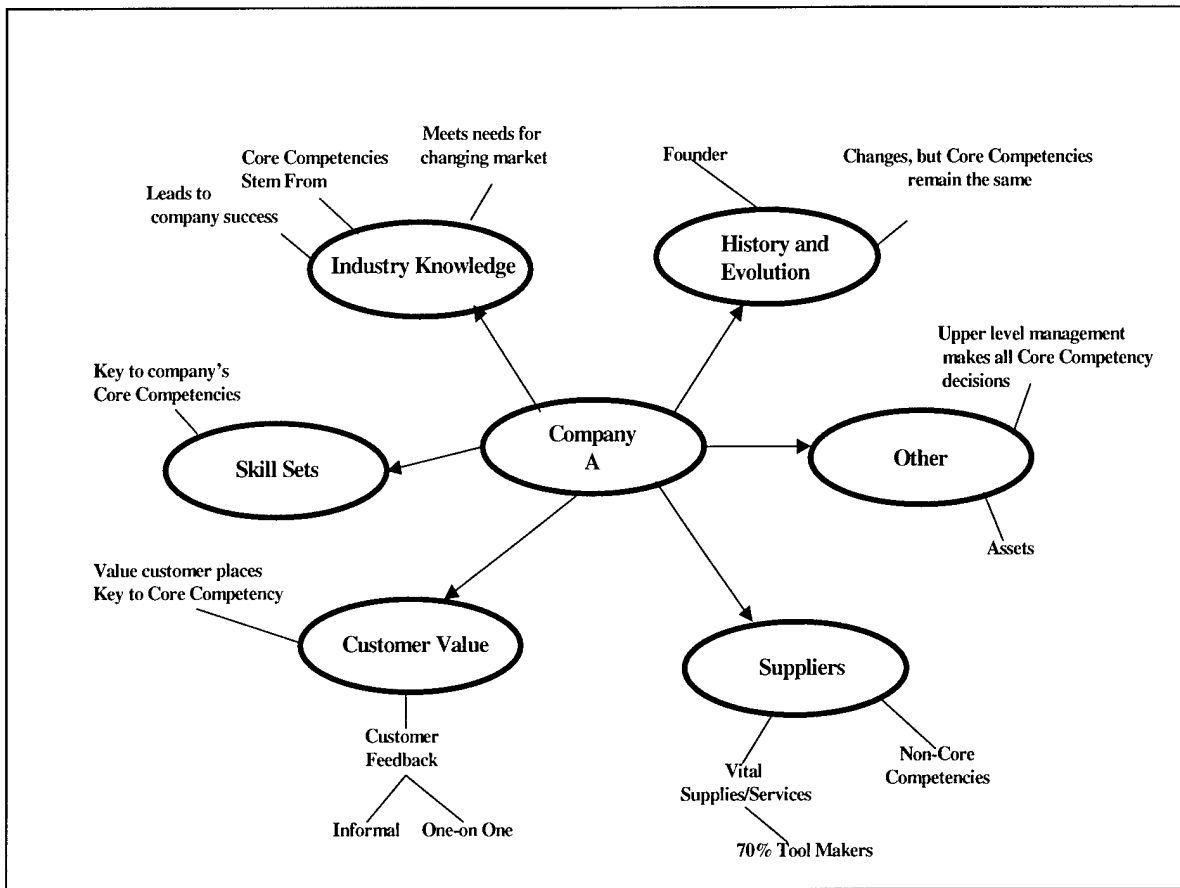 Meets needs for
changing market
Core Competencies
Stem From
Leads to
company success
Industry Knowledge
Founder
Changes, but Core Competencies
remain the same
History and
Evolution
Upper level management
makes all Core Competency
decisions
Key to company's
Core Competencies
Skill Sets
Company
A
Other
Assets
Value customer places
Key to Core Competency
Customer Value
Suppliers
Customer
Feedback
Informal
One-on One
Vital
Supplies/Services
Non-Core
Competencies
70% Tool Makers